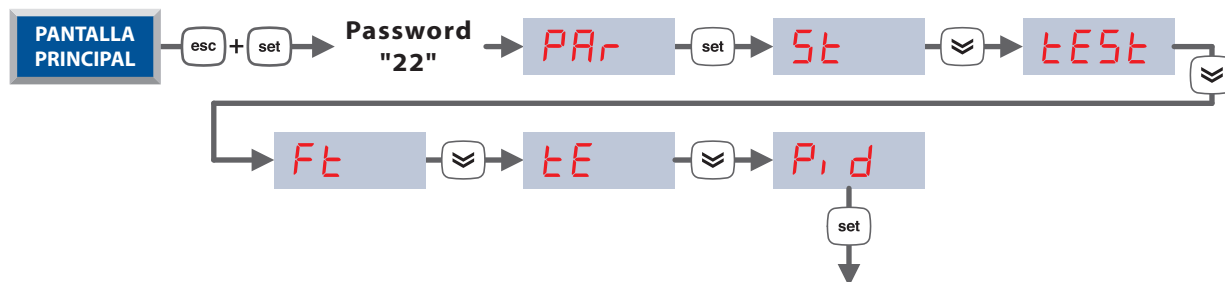 PANTALLA
PRINCIPAL
esc + set
Password
"22"
PAr
set
St
tESt
Ft
tE
Pid
set